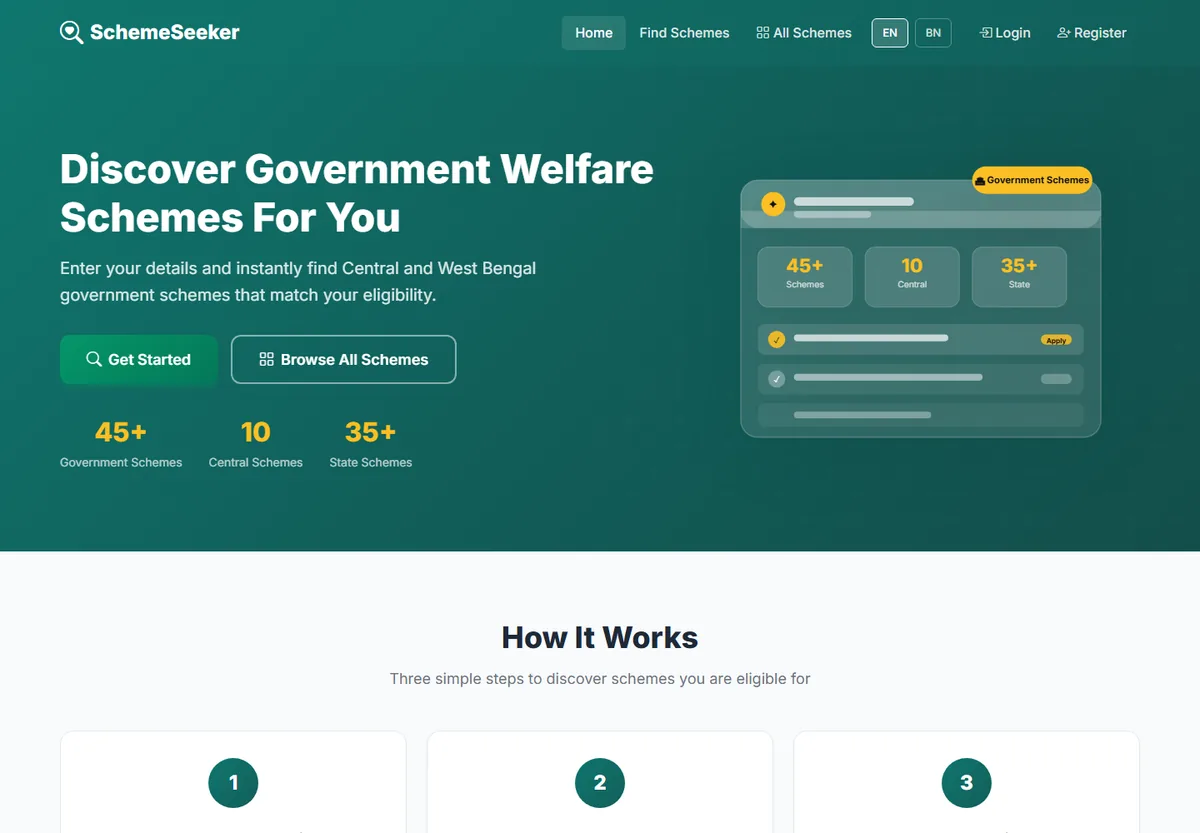 SchemeSeeker
Home
Find Schemes
All Schemes
EN
BN
Login
Register
Discover Government Welfare
Schemes For You
Enter your details and instantly find Central and West Bengal
government schemes that match your eligibility.
Get Started
Browse All Schemes
45+
Government Schemes
10
Central Schemes
35+
State Schemes
Government Schemes
45+
Schemes
10
Central
35+
State
Apply
How It Works
Three simple steps to discover schemes you are eligible for
1
2
3